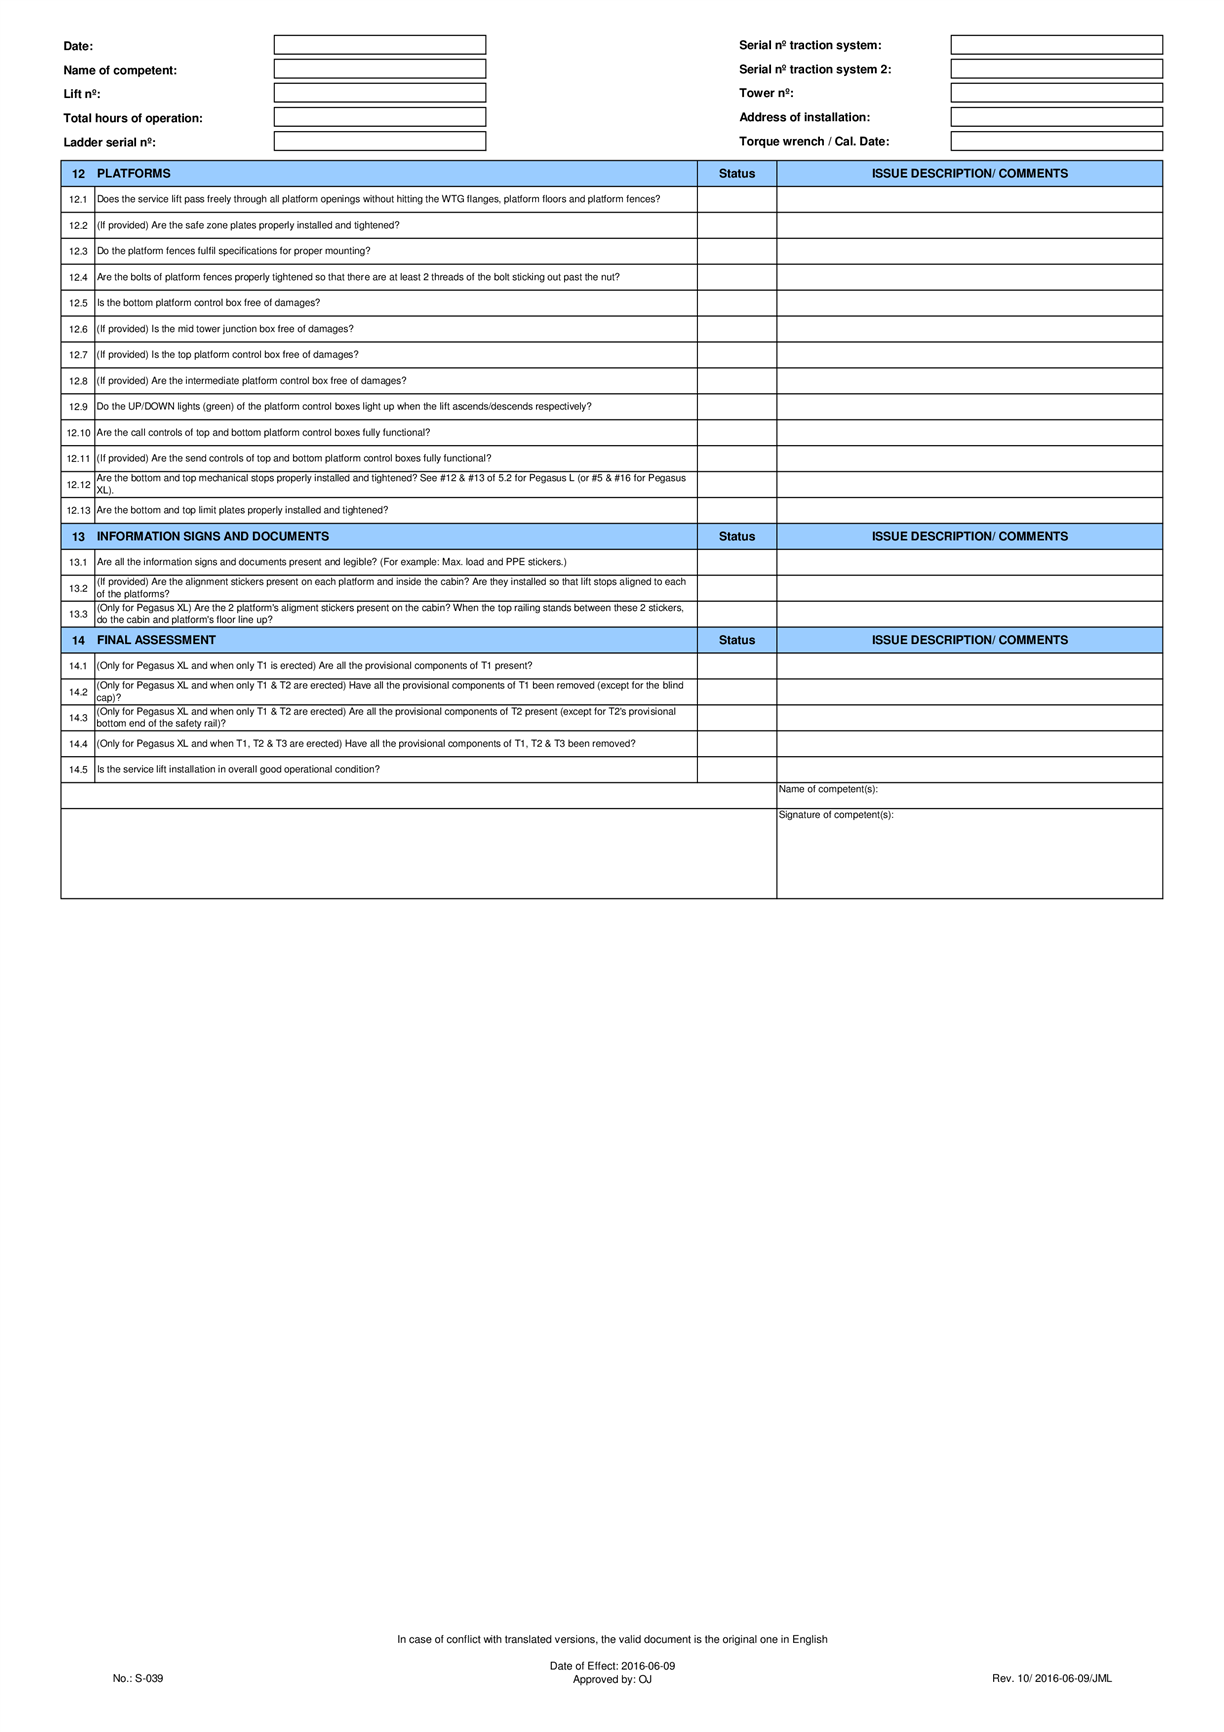 Date:
Serial nº traction system:
Name of competent:
Serial nº traction system 2:
Lift nº:
Tower nº:
Total hours of operation:
Address of installation:
Ladder serial nº:
Torque wrench / Cal. Date:
12 PLATFORMS Status ISSUE DESCRIPTION/ COMMENTS
12.1 Does the service lift pass freely through all platform openings without hitting the WTG flanges, platform floors and platform fences?
12.2 (If provided) Are the safe zone plates properly installed and tightened?
12.3 Do the platform fences fulfil specifications for proper mounting?
12.4 Are the bolts of platform fences properly tightened so that there are at least 2 threads of the bolt sticking out past the nut?
12.5 Is the bottom platform control box free of damages?
12.6 (If provided) Is the mid tower junction box free of damages?
12.7 (If provided) Is the top platform control box free of damages?
12.8 (If provided) Are the intermediate platform control box free of damages?
12.9 Do the UP/DOWN lights (green) of the platform control boxes light up when the lift ascends/descends respectively?
12.10 Are the call controls of top and bottom platform control boxes fully functional?
12.11 (If provided) Are the send controls of top and bottom platform control boxes fully functional?
12.12 Are the bottom and top mechanical stops properly installed and tightened? See #12 & #13 of 5.2 for Pegasus L (or #5 & #16 for Pegasus
XL).
12.13 Are the bottom and top limit plates properly installed and tightened?
13 INFORMATION SIGNS AND DOCUMENTS Status ISSUE DESCRIPTION/ COMMENTS
13.1 Are all the information signs and documents present and legible? (For example: Max. load and PPE stickers.)
13.2 (If provided) Are the alignment stickers present on each platform and inside the cabin? Are they installed so that lift stops aligned to each
of the platforms?
13.3 (Only for Pegasus XL) Are the 2 platform's aligment stickers present on the cabin? When the top railing stands between these 2 stickers,
do the cabin and platform's floor line up?
14 FINAL ASSESSMENT Status ISSUE DESCRIPTION/ COMMENTS
14.1 (Only for Pegasus XL and when only T1 is erected) Are all the provisional components of T1 present?
14.2 (Only for Pegasus XL and when only T1 & T2 are erected) Have all the provisional components of T1 been removed (except for the blind
cap)?
14.3 (Only for Pegasus XL and when only T1 & T2 are erected) Are all the provisional components of T2 present (except for T2's provisional
bottom end of the safety rail)?
14.4 (Only for Pegasus XL and when T1, T2 & T3 are erected) Have all the provisional components of T1, T2 & T3 been removed?
14.5 Is the service lift installation in overall good operational condition?
Name of competent(s):
Signature of competent(s):
In case of conflict with translated versions, the valid document is the original one in English
Date of Effect: 2016-06-09
No.: S-039 Approved by: OJ Rev. 10/ 2016-06-09/JML